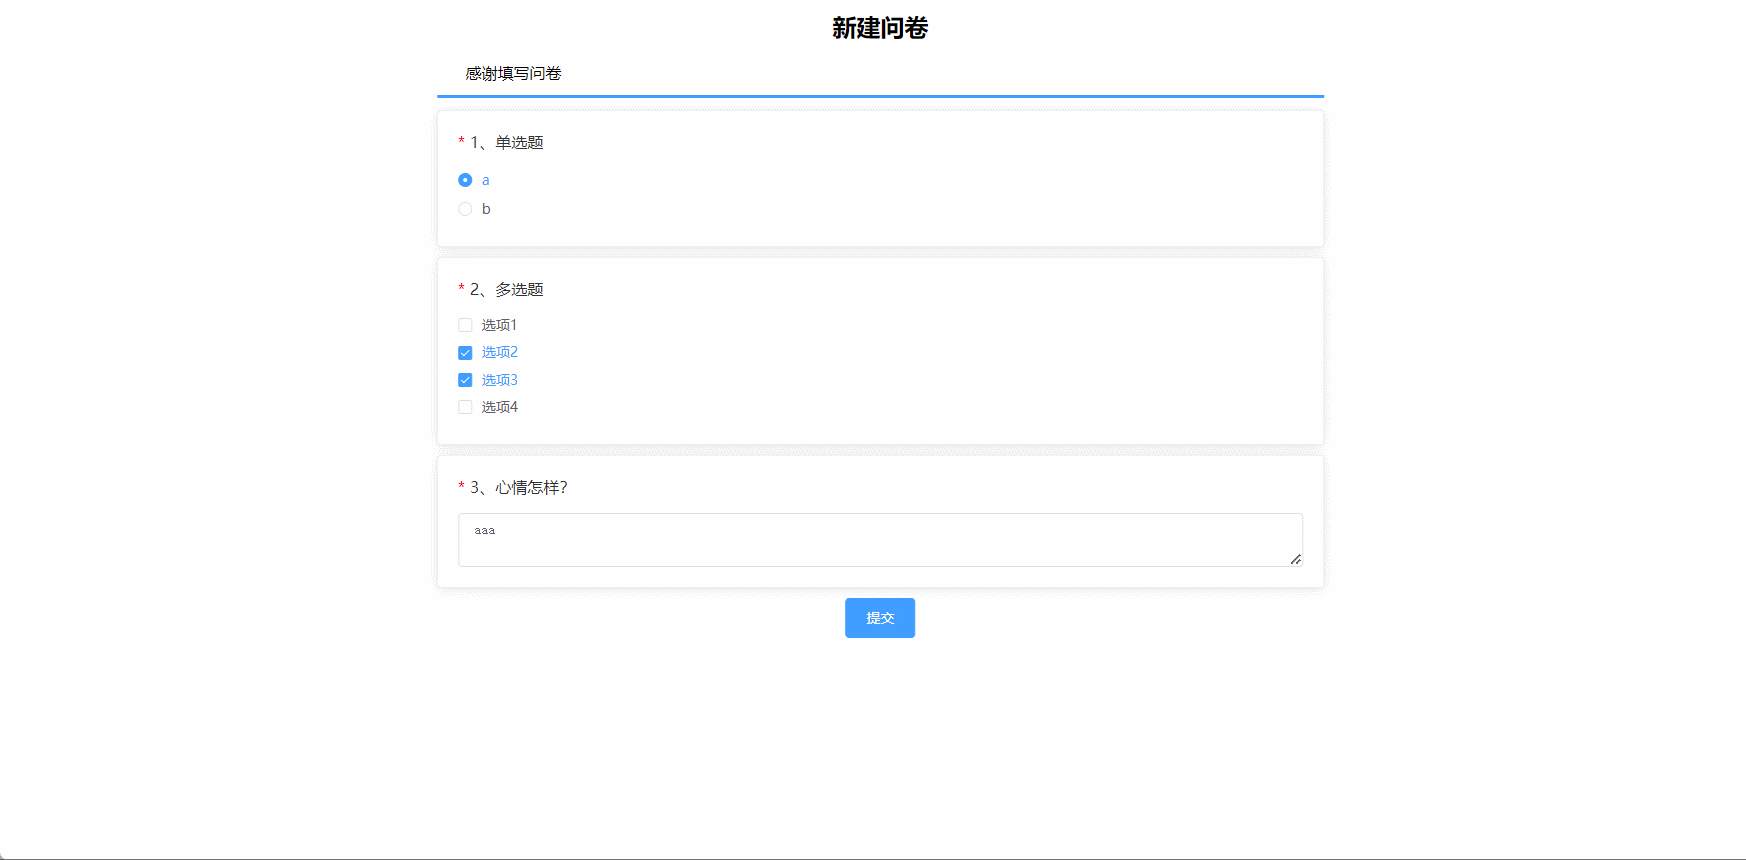 新建问卷
感谢填写问卷
* 1、单选题
a
b
* 2、多选题
选项1
选项2
选项3
选项4
* 3、心情怎样?
aaa
提交